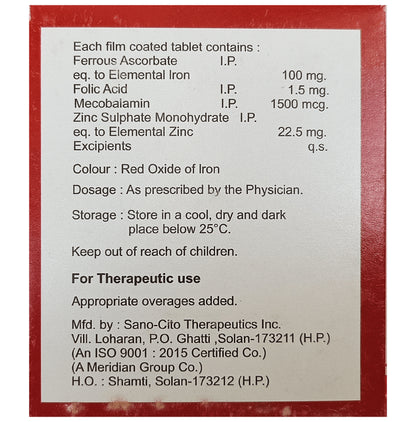 Each film coated tablet contains :
Ferrous Ascorbate I.P.
eq. to Elemental Iron 100 mg.
Folic Acid I.P. 1.5 mg.
Mecobalamin I.P. 1500 mcg.
Zinc Sulphate Monohydrate I.P.
eq. to Elemental Zinc 22.5 mg.
Excipients q.s.
Colour : Red Oxide of Iron
Dosage : As prescribed by the Physician.
Storage : Store in a cool, dry and dark
place below 25°C.
Keep out of reach of children.
For Therapeutic use
Appropriate overages added.
Mfd. by : Sano-Cito Therapeutics Inc.
Vill. Loharan, P.O. Ghatti ,Solan-173211 (H.P.)
(An ISO 9001 : 2015 Certified Co.)
(A Meridian Group Co.)
H.O. : Shamti, Solan-173212 (H.P.)